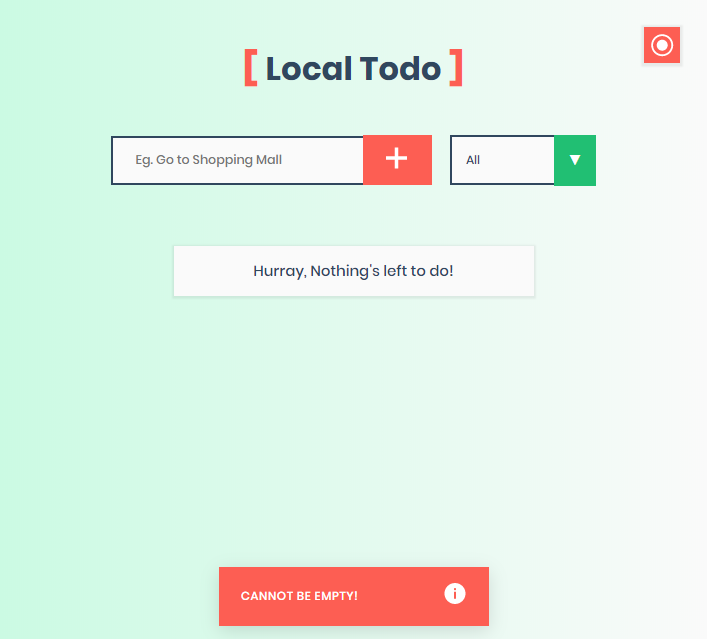 [ Local Todo ]
Eg. Go to Shopping Mall
All
Hurray, Nothing's left to do!
CANNOT BE EMPTY!